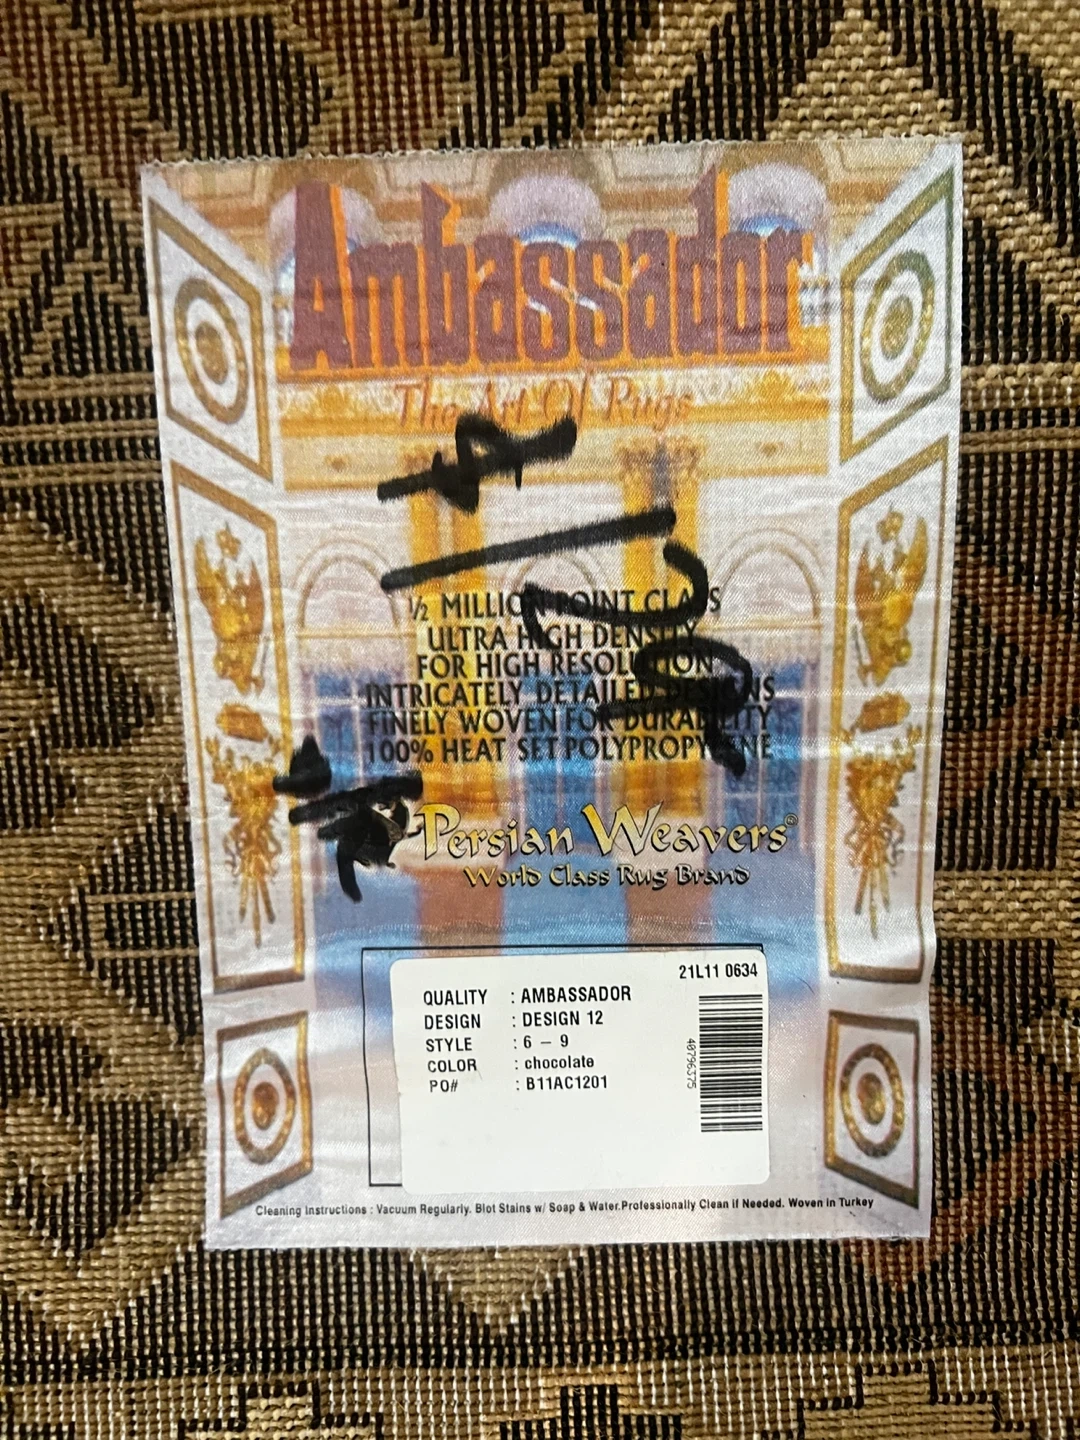 Ambassador
The Art Of Rugs
½ MILLION POINT CLASS
ULTRA HIGH DENSITY
FOR HIGH RESOLUTION
INTRICATELY DETAILED DESIGNS
FINELY WOVEN FOR DURABILITY
100% HEAT SET POLYPROPYLENE
Persian Weavers®
World Class Rug Brand
21L11 0634
QUALITY : AMBASSADOR
DESIGN : DESIGN 12
STYLE : 6 – 9
COLOR : chocolate
PO# : B11AC1201
40796375
Cleaning Instructions : Vacuum Regularly. Blot Stains w/ Soap & Water.Professionally Clean if Needed. Woven in Turkey